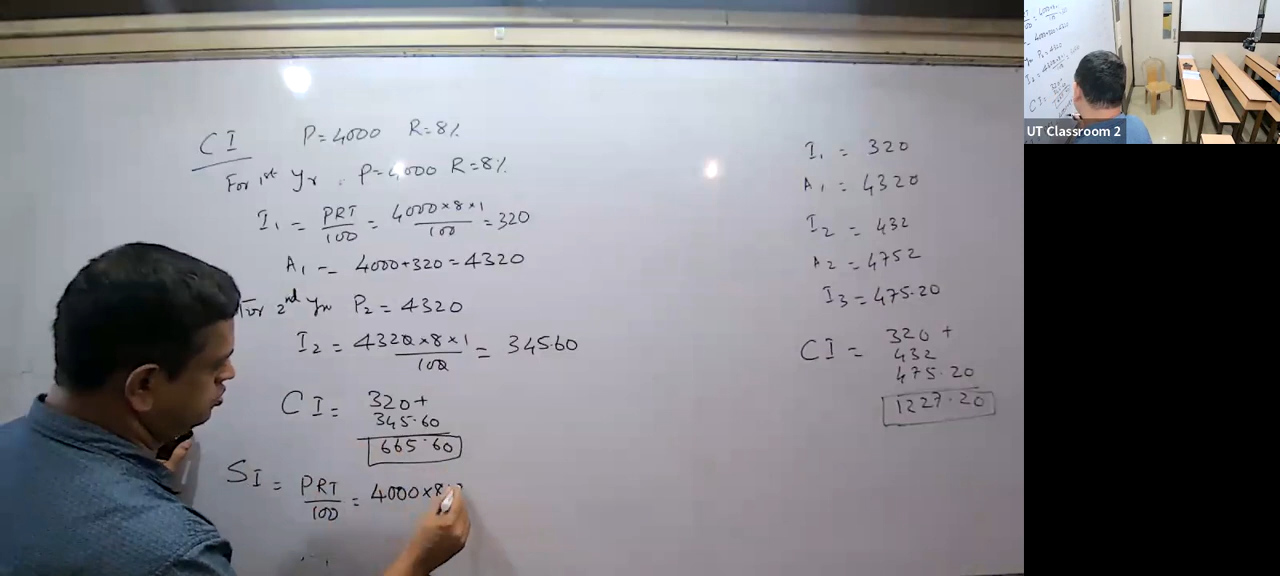 CI P=4000 R=8%
For 1st Yr. P=4000 R=8%
I₁ = PRT/100 = 4000×8×1/100 = 320
A₁ = 4000+320=4320
For 2nd Yr P₂ = 4320
I₂ = 4320×8×1/100 = 345.60
CI = 320+
345.60
665.60
SI = PRT/100 = 4000×8
I₁ = 320
A₁ = 4320
I₂ = 432
A₂ = 4752
I₃ = 475.20
CI = 320+
432
475.20
1227.20
UT Classroom 2